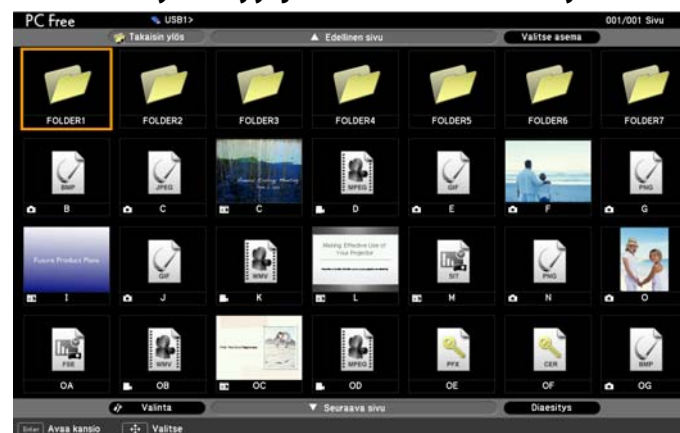 PC Free USB1> 001/001 Sivu
Takaisin ylös Edellinen sivu Valitse asema
FOLDER1 FOLDER2 FOLDER3 FOLDER4 FOLDER5 FOLDER6 FOLDER7
BMP JPEG MPEG GIF PNG
B C C D E F G
Future Product Plans GIF WMV Making Effective Use of
Your Projector SIT PNG
I J K L M N O
FSE WMV MPEG PFX CER BMP
OA OB OC OD OE OF OG
Valinta Seuraava sivu Diaesitys
Enter Avaa kansio Valitse